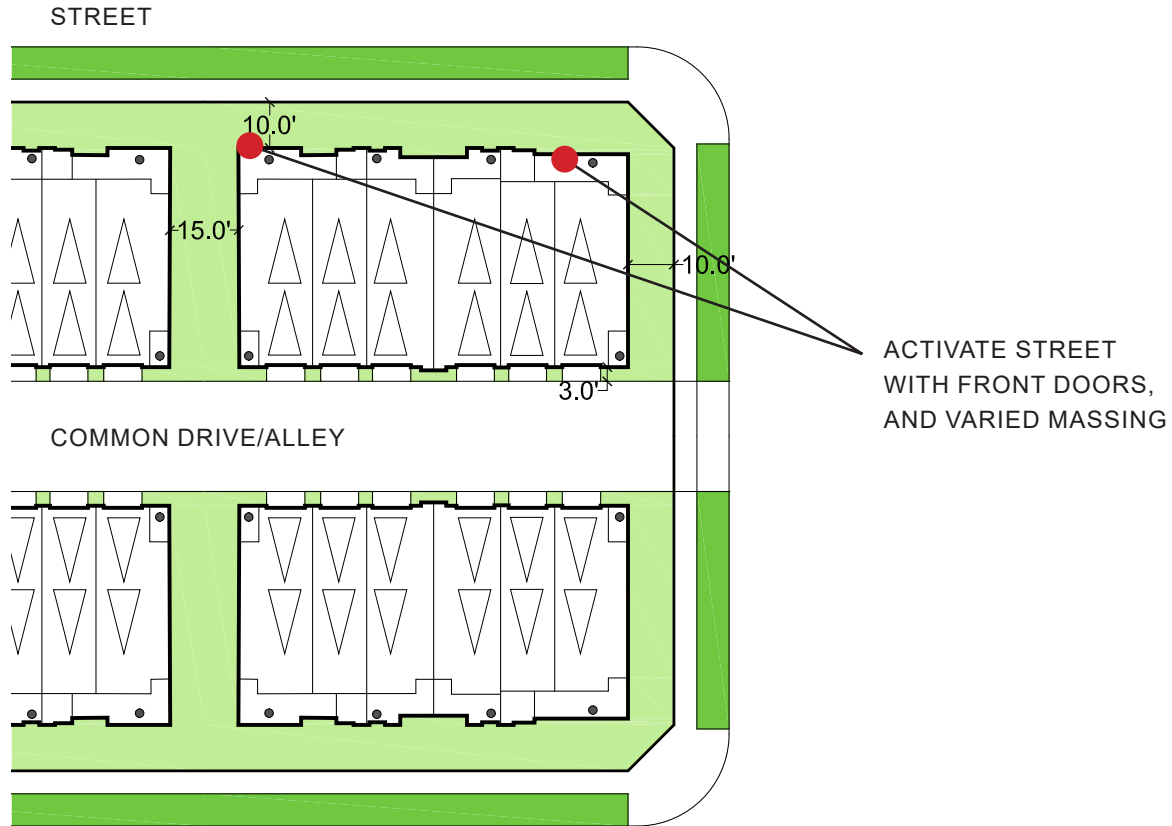 STREET
10.0'
15.0'
10.0'
3.0'
ACTIVATE STREET
WITH FRONT DOORS,
AND VARIED MASSING
COMMON DRIVE/ALLEY